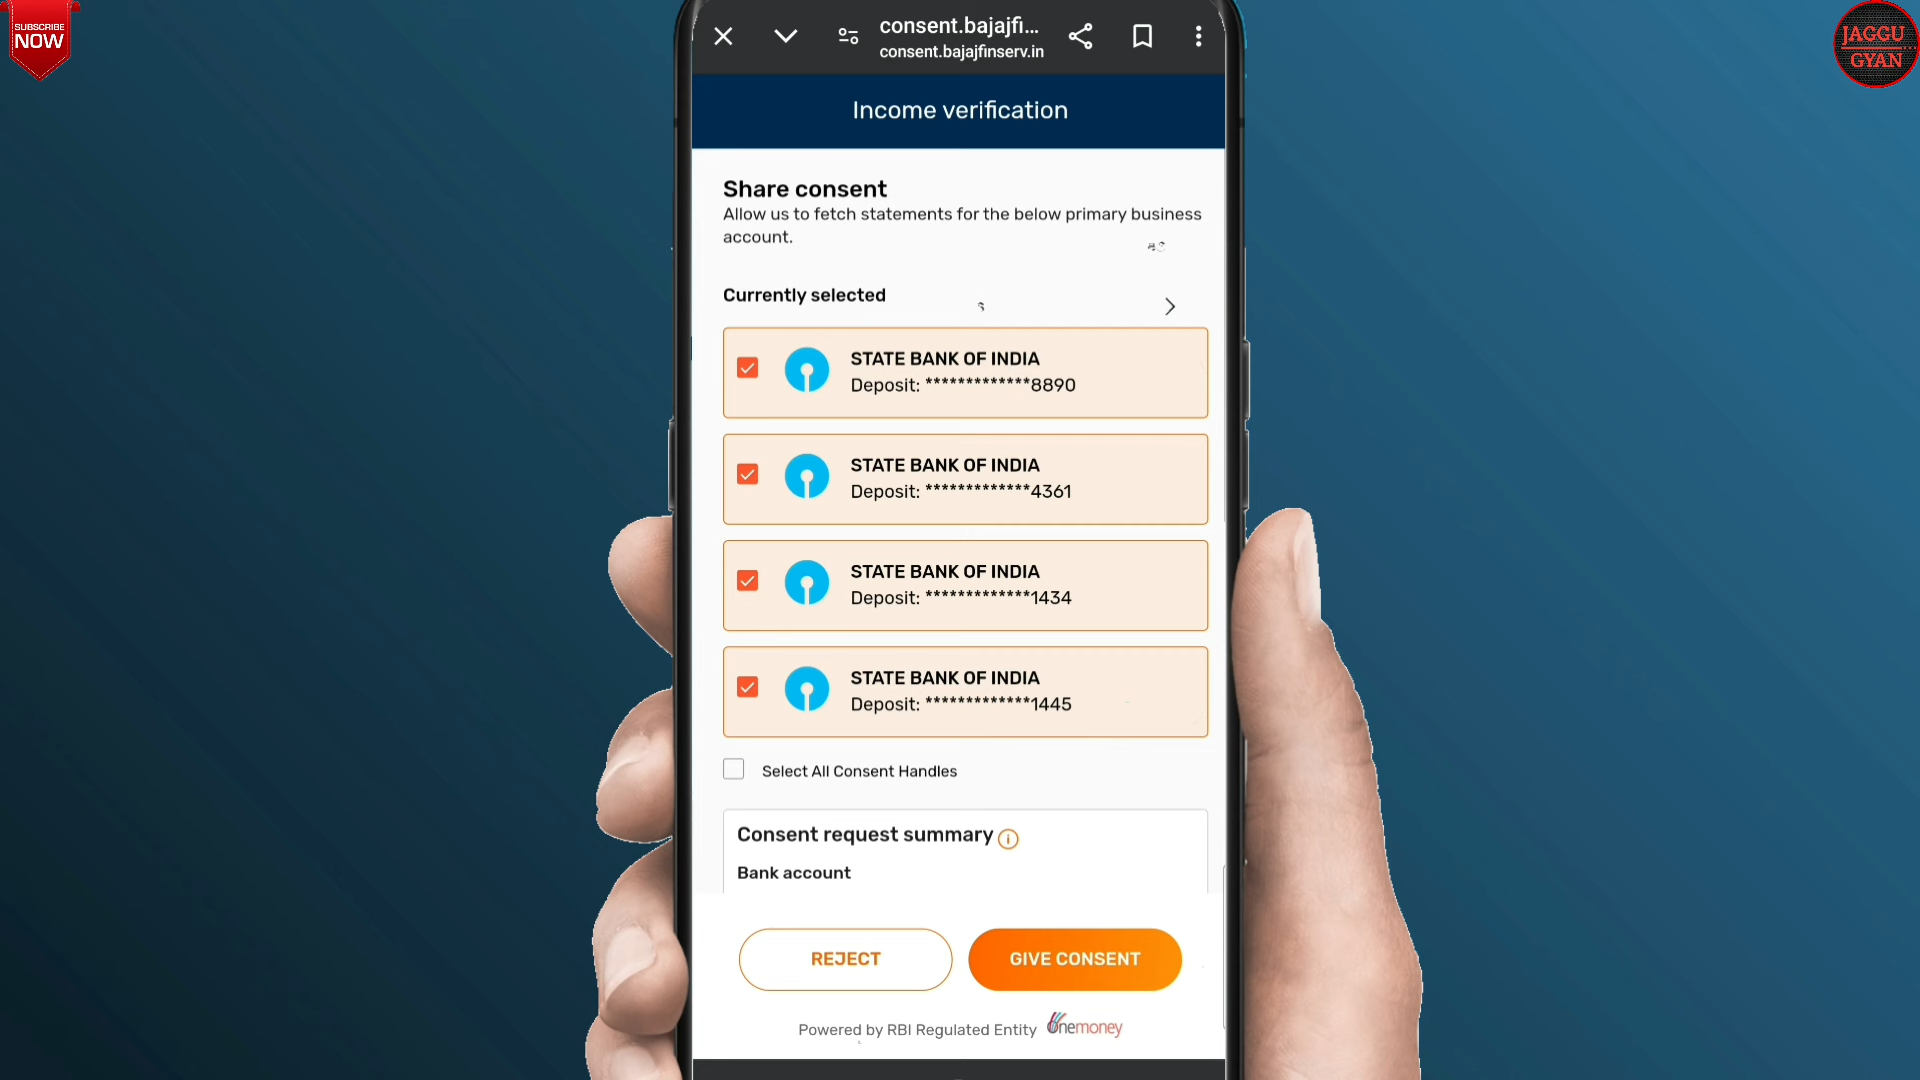 SUBSCRIBE
NOW
JAGGU
GYAN
consent.bajajfi...
consent.bajajfinserv.in
Income verification
Share consent
Allow us to fetch statements for the below primary business
account.
Currently selected
STATE BANK OF INDIA
Deposit: *************8890
STATE BANK OF INDIA
Deposit: *************4361
STATE BANK OF INDIA
Deposit: *************1434
STATE BANK OF INDIA
Deposit: *************1445
Select All Consent Handles
Consent request summary
Bank account
REJECT
GIVE CONSENT
Powered by RBI Regulated Entity onemoney